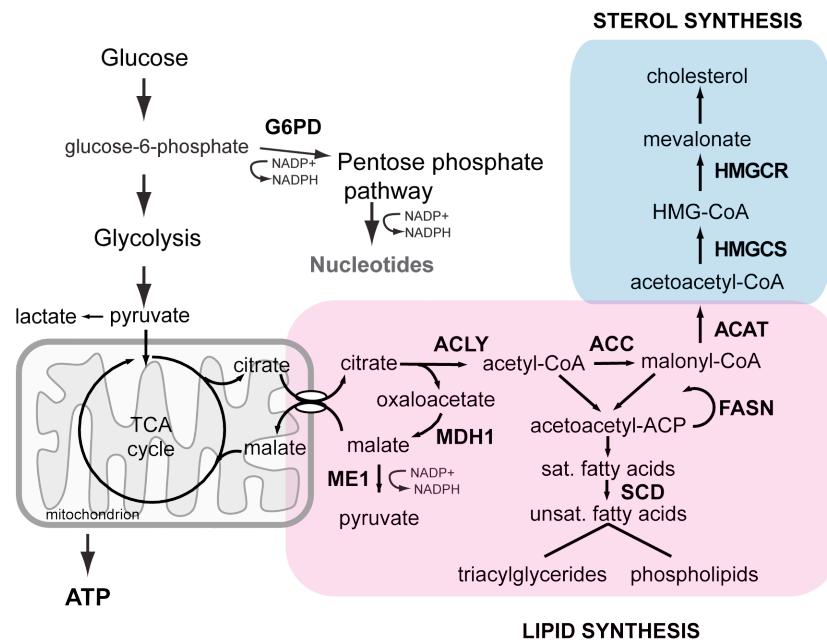 STEROL SYNTHESIS
Glucose
cholesterol
G6PD
glucose-6-phosphate
NADP+
NADPH
Pentose phosphate
pathway
mevalonate
HMGCR
HMG-CoA
NADP+
NADPH
Glycolysis
Nucleotides
HMGCS
acetoacetyl-CoA
lactate
pyruvate
ACAT
citrate
citrate
ACLY
acetyl-CoA
ACC
malonyl-CoA
oxaloacetate
FASN
TCA
cycle
acetoacetyl-ACP
malate
malate
MDH1
ME1
NADP+
NADPH
sat. fatty acids
SCD
mitochondrion
pyruvate
unsat. fatty acids
triacylglycerides
phospholipids
ATP
LIPID SYNTHESIS